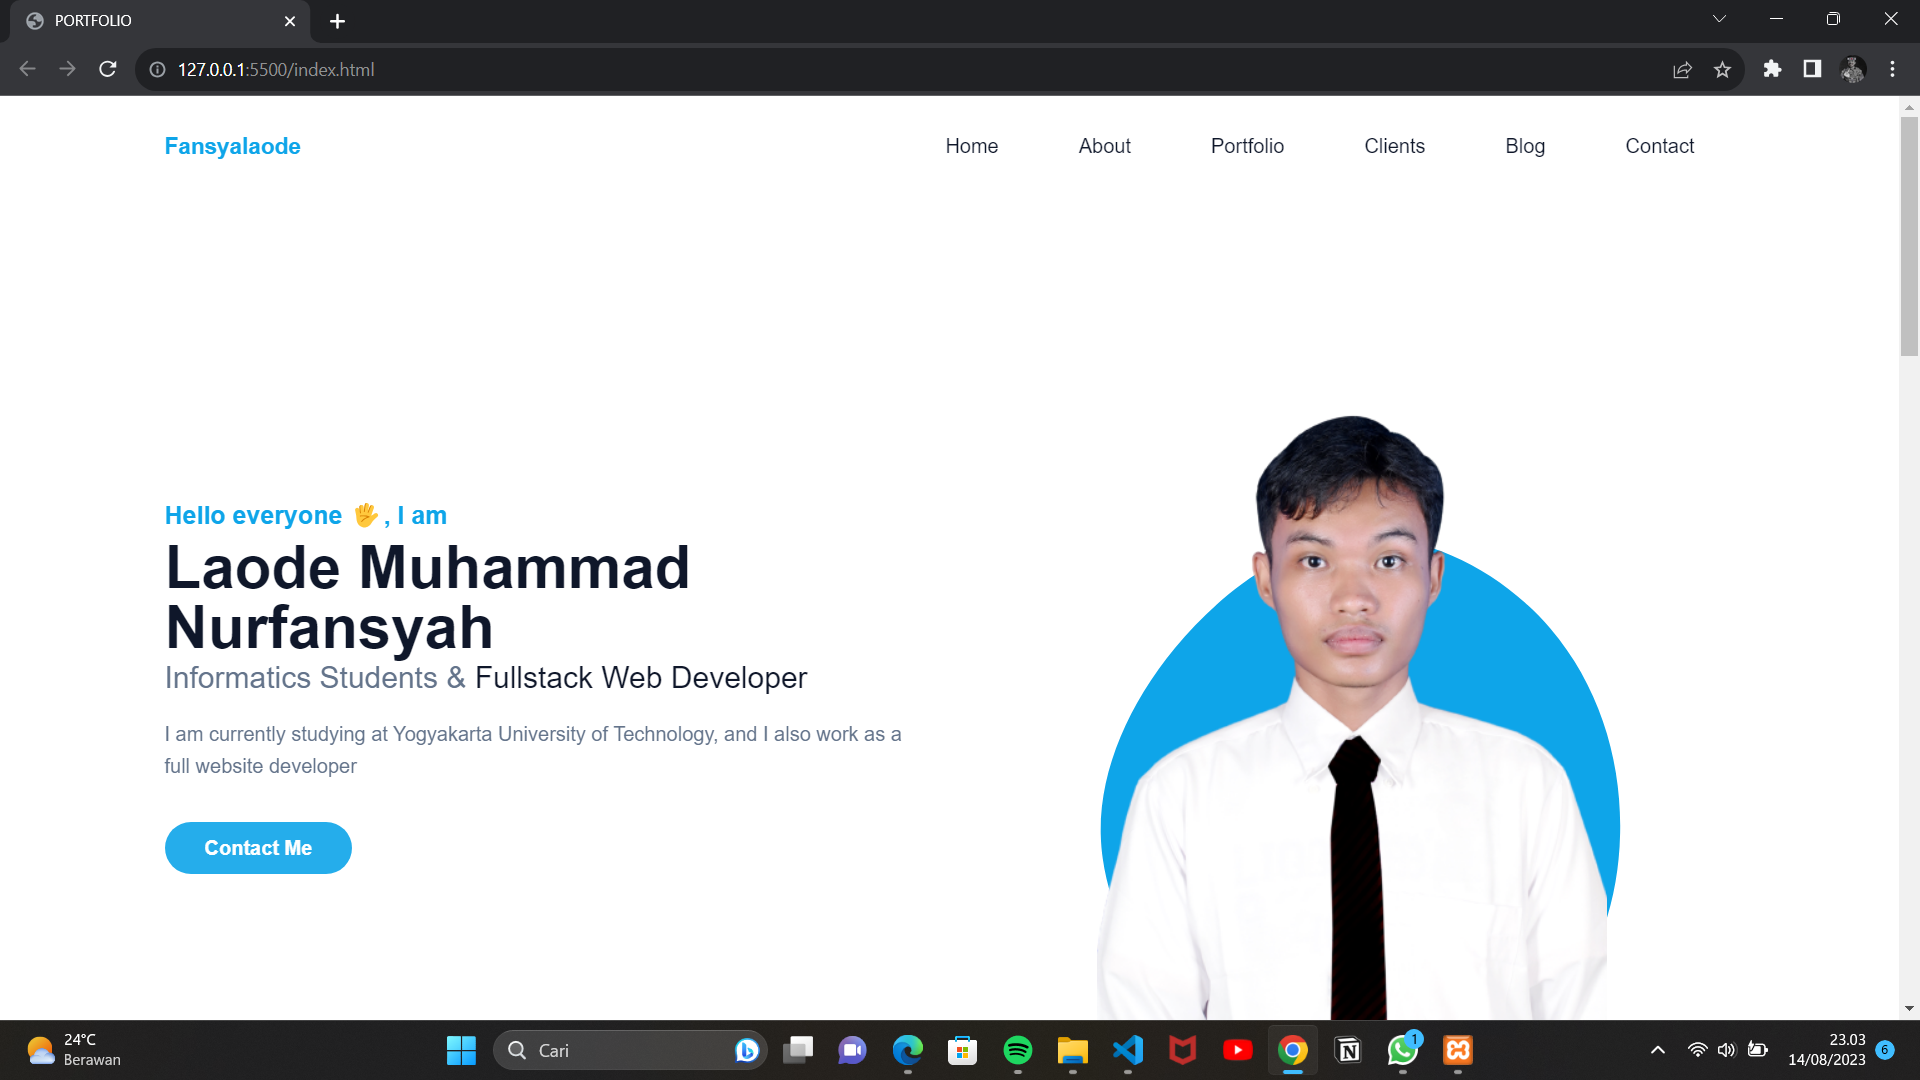 PORTFOLIO
127.0.0.1:5500/index.html
Fansyalaode
Home About Portfolio Clients Blog Contact
Hello everyone 🖐, I am
Laode Muhammad
Nurfansyah
Informatics Students & Fullstack Web Developer
I am currently studying at Yogyakarta University of Technology, and I also work as a
full website developer
Contact Me
24°C
Berawan
Cari
1
23.03
14/08/2023
6